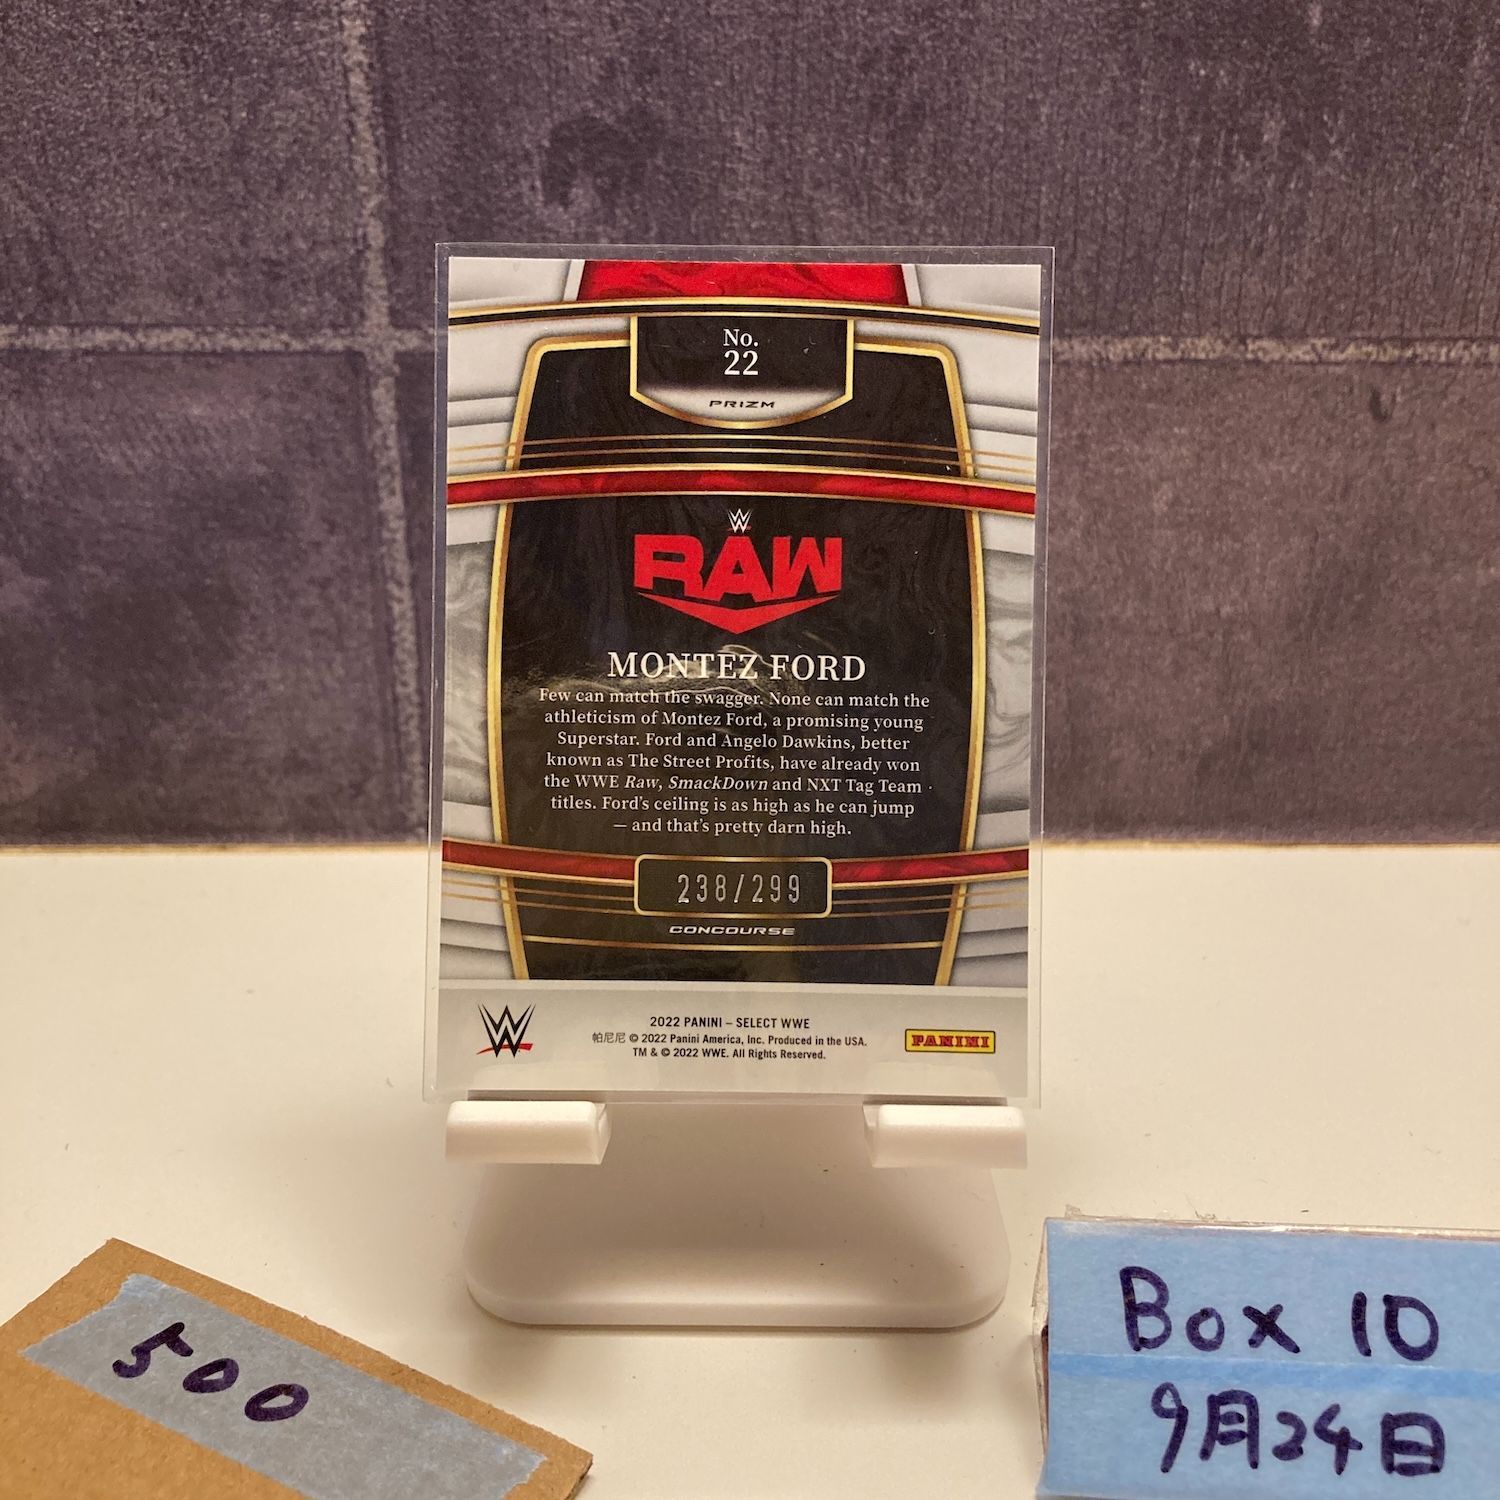 No.
22
PRIZM
W
RAW
MONTEZ FORD
Few can match the swagger. None can match the
athleticism of Montez Ford, a promising young
Superstar. Ford and Angelo Dawkins, better
known as The Street Profits, have already won
the WWE Raw, SmackDown and NXT Tag Team
titles. Ford's ceiling is as high as he can jump
— and that's pretty darn high.
238/299
CONCOURSE
W
2022 PANINI – SELECT WWE
帕尼尼 © 2022 Panini America, Inc. Produced in the USA.
TM & © 2022 WWE. All Rights Reserved.
PANINI
500
Box 10
9月24日